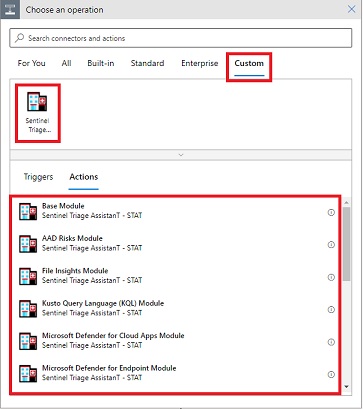 Choose an operation
Search connectors and actions
For You All Built-in Standard Enterprise Custom
Sentinel
Triage...
Triggers Actions
Base Module
Sentinel Triage AssistanT - STAT
AAD Risks Module
Sentinel Triage AssistanT - STAT
File Insights Module
Sentinel Triage AssistanT - STAT
Kusto Query Language (KQL) Module
Sentinel Triage AssistanT - STAT
Microsoft Defender for Cloud Apps Module
Sentinel Triage AssistanT - STAT
Microsoft Defender for Endpoint Module
Sentinel Triage AssistanT - STAT